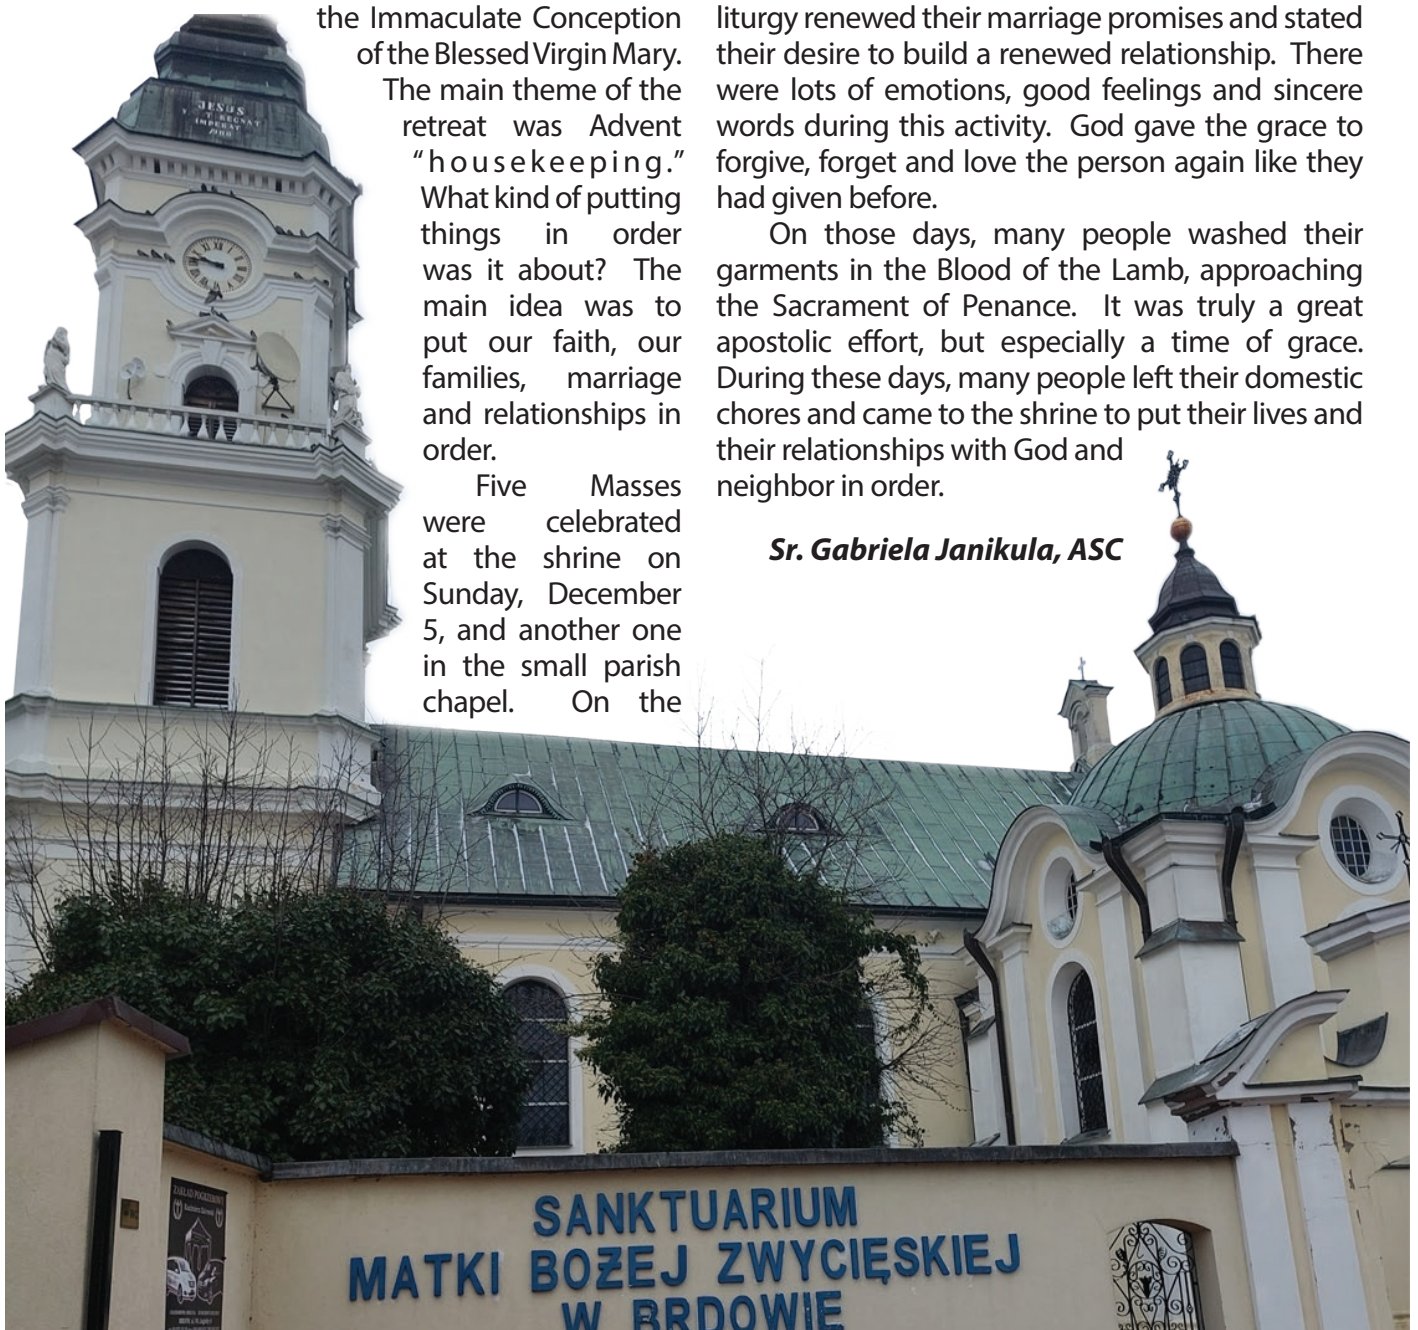 the Immaculate Conception
of the Blessed Virgin Mary.
The main theme of the
retreat was Advent
“housekeeping.”
What kind of putting
things in order
was it about? The
main idea was to
put our faith, our
families, marriage
and relationships in
order.
Five Masses
were celebrated
at the shrine on
Sunday, December
5, and another one
in the small parish
chapel. On the
liturgy renewed their marriage promises and stated
their desire to build a renewed relationship. There
were lots of emotions, good feelings and sincere
words during this activity. God gave the grace to
forgive, forget and love the person again like they
had given before.
On those days, many people washed their
garments in the Blood of the Lamb, approaching
the Sacrament of Penance. It was truly a great
apostolic effort, but especially a time of grace.
During these days, many people left their domestic
chores and came to the shrine to put their lives and
their relationships with God and
neighbor in order.
Sr. Gabriela Janikula, ASC
JESUS
REGNAT
IMPERAT
ZAKŁAD POGRZEBOWY
SANKTUARIUM
MATKI BOŻEJ ZWYCIĘSKIEJ
W BRDOWIE